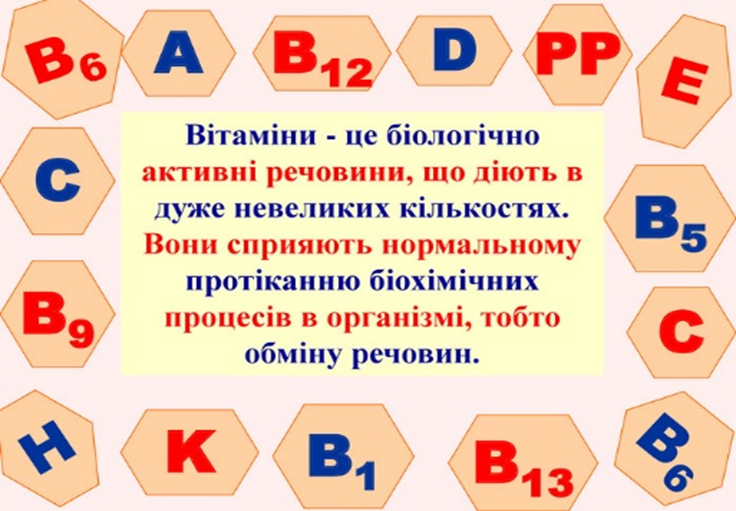 B6 A B12 D PP E
C
Вітаміни - це біологічно
активні речовини, що діють в
дуже невеликих кількостях.
Вони сприяють нормальному
протіканню біохімічних
процесів в організмі, тобто
обміну речовин.
B5
B9
C
H K B1 B13 B6